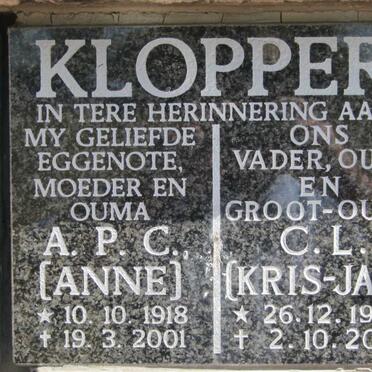 KLOPPER
IN TERE HERINNERING AA
MY GELIEFDE
EGGENOTE,
MOEDER EN
OUMA
A. P. C.,
(ANNE)
★ 10. 10. 1918
✝ 19. 3. 2001
ONS
VADER, OU
EN
GROOT-OU
C. L.
(KRIS-JA
★ 26. 12. 19
✝ 2. 10. 20